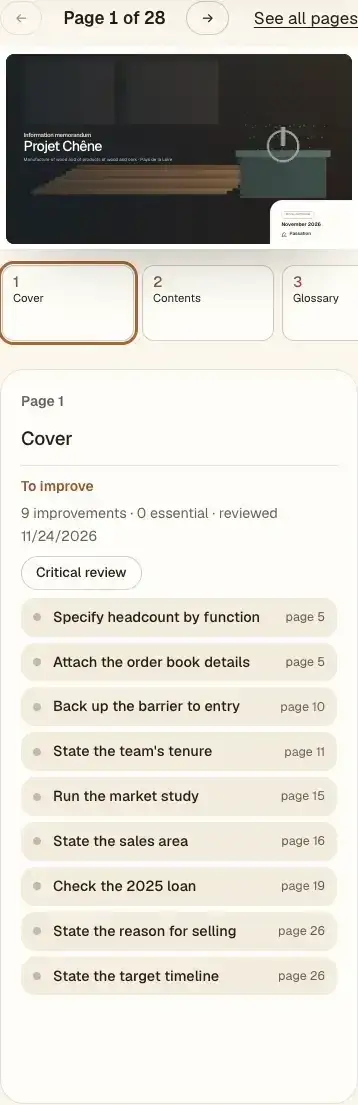 ←
Page 1 of 28
→
See all pages
Information memorandum
Projet Chêne
November 2026
Passation
1
Cover
2
Contents
3
Glossary
Page 1
Cover
To improve
9 improvements · 0 essential · reviewed
11/24/2026
Critical review
Specify headcount by function page 5
Attach the order book details page 5
Back up the barrier to entry page 10
State the team's tenure page 11
Run the market study page 15
State the sales area page 16
Check the 2025 loan page 19
State the reason for selling page 26
State the target timeline page 26